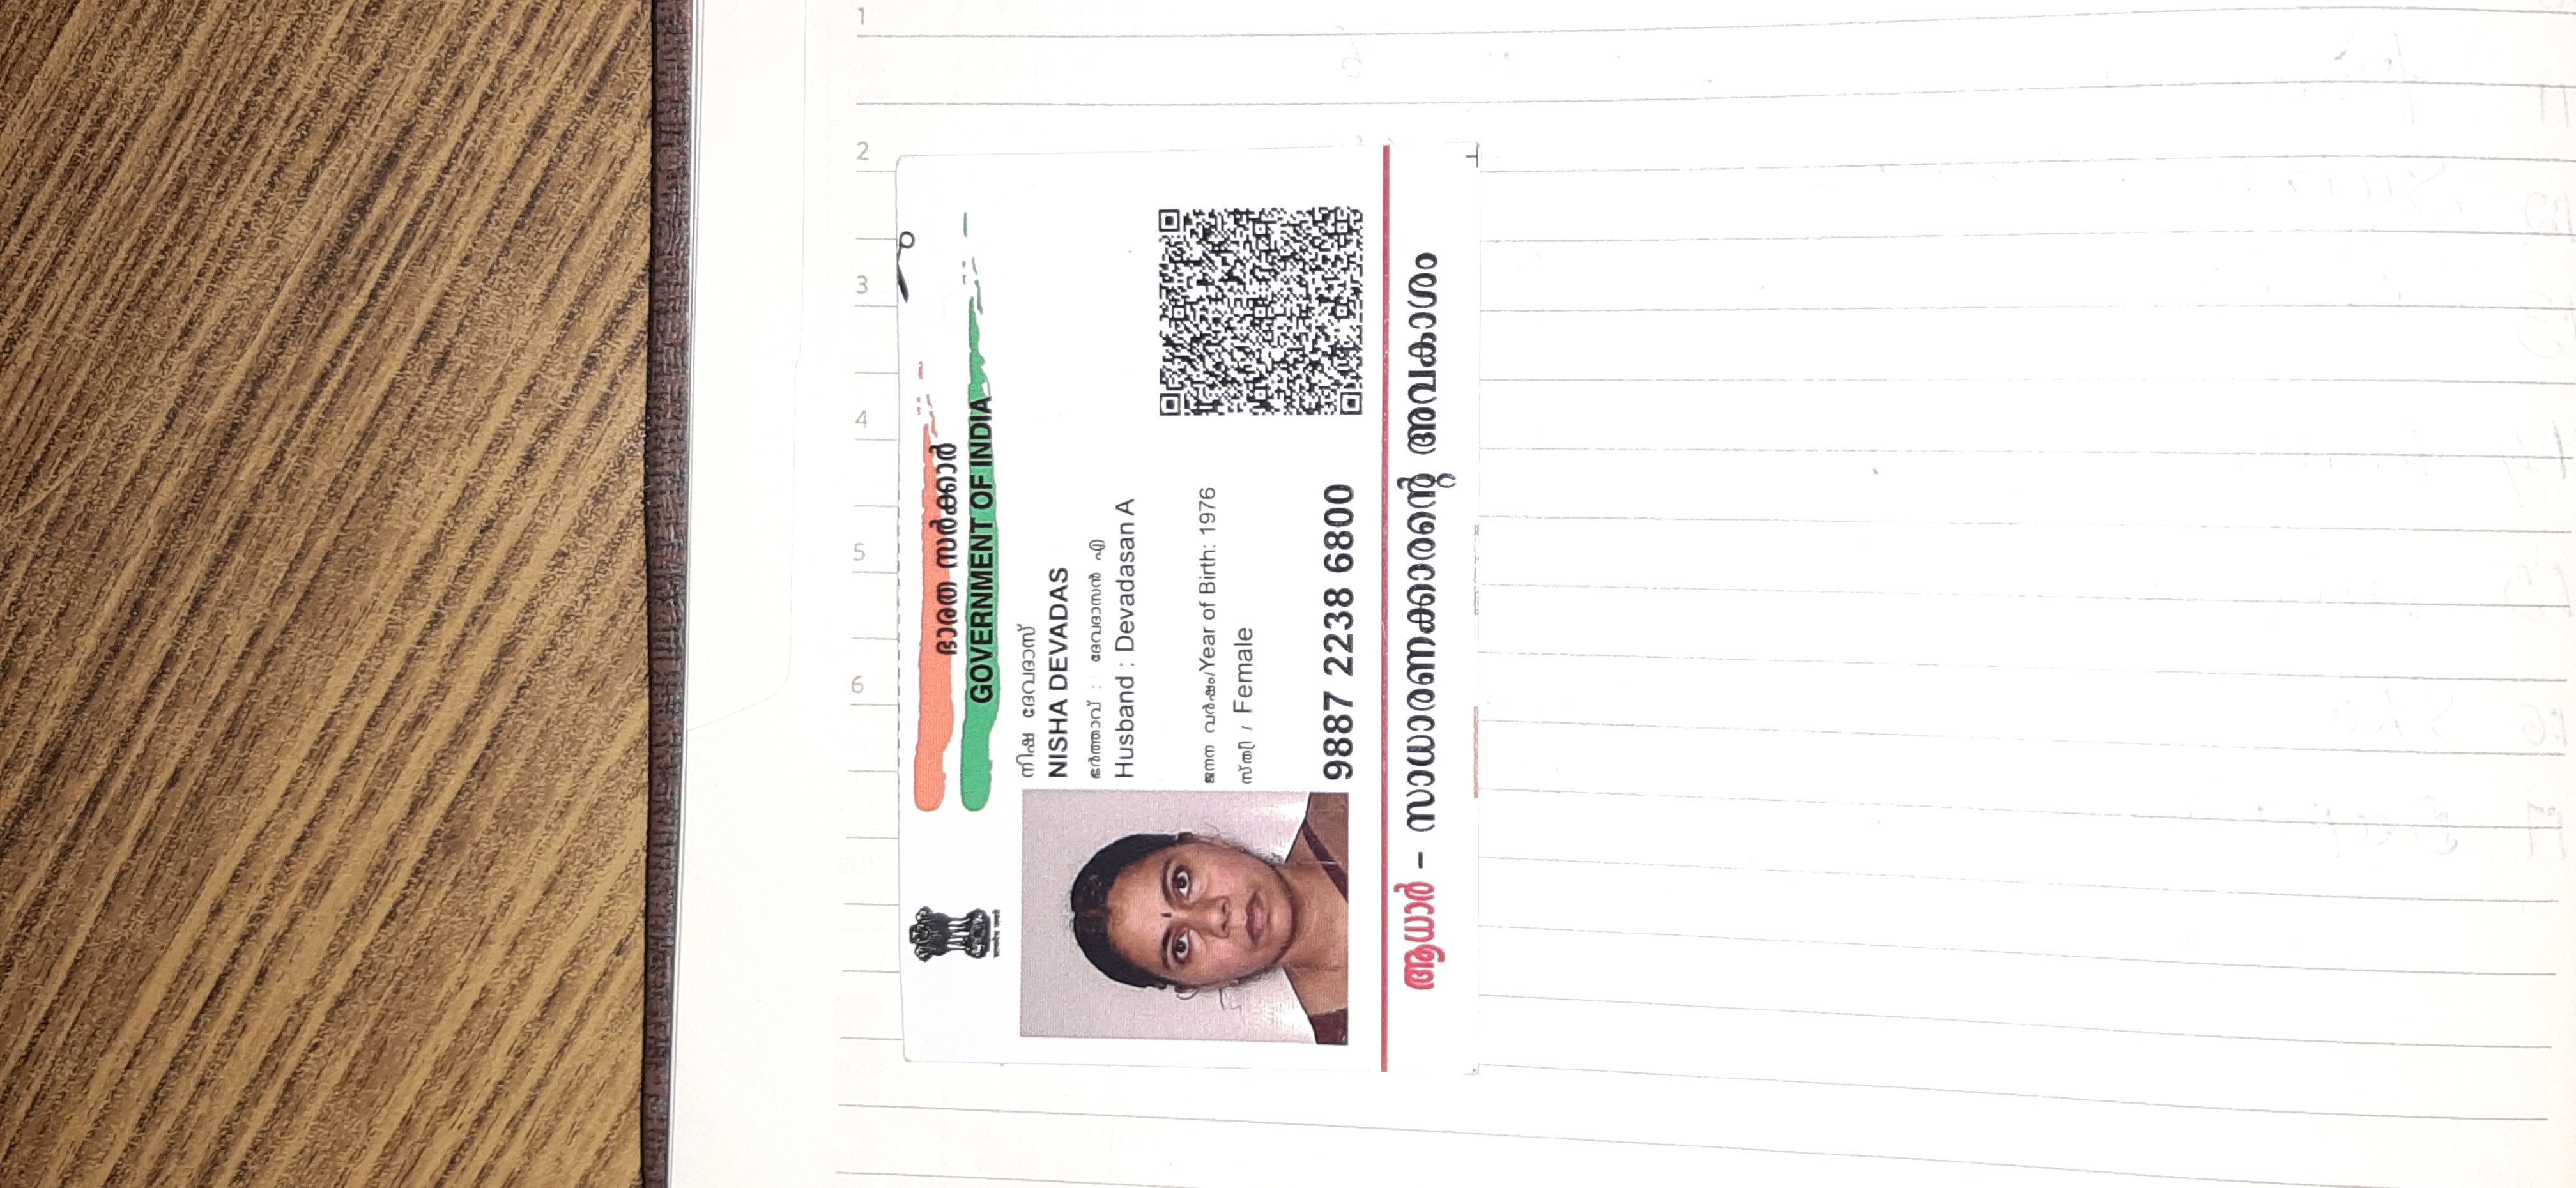 6 5 4 3 2 1
ഭാരത സർക്കാർ
GOVERNMENT OF INDIA
നിഷ ദേവദാസ്
NISHA DEVADAS
ഭർത്താവ് : ദേവദാസൻ എ
Husband : Devadasan A
ജനന വർഷം/Year of Birth: 1976
സ്ത്രീ / Female
9887 2238 6800
ആധാർ - സാധാരണക്കാരന്റെ അവകാശം